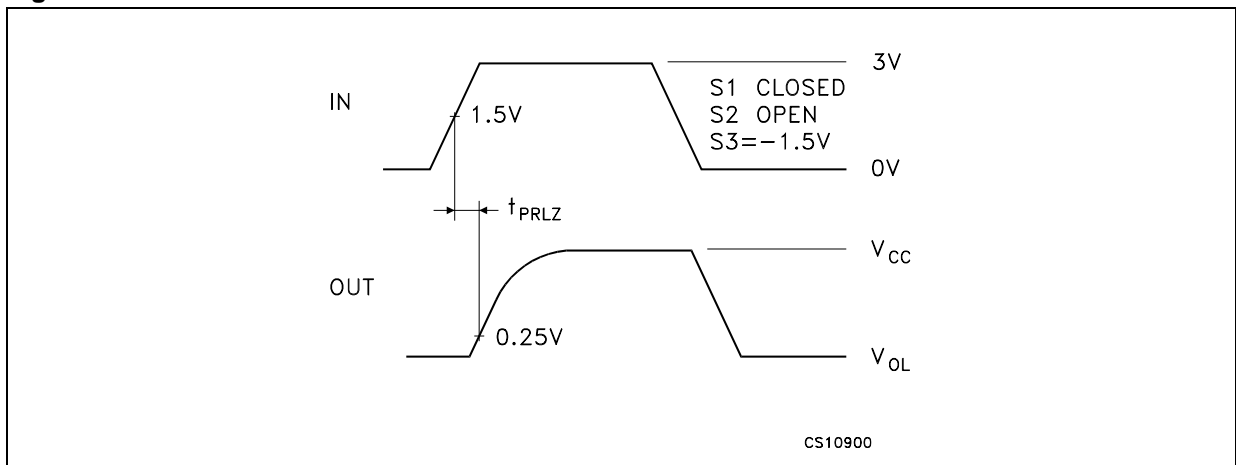 3V
S1 CLOSED
IN
S2 OPEN
1.5V
S3=-1.5V
0V
tPRLZ
VCC
OUT
0.25V
VOL
CS10900